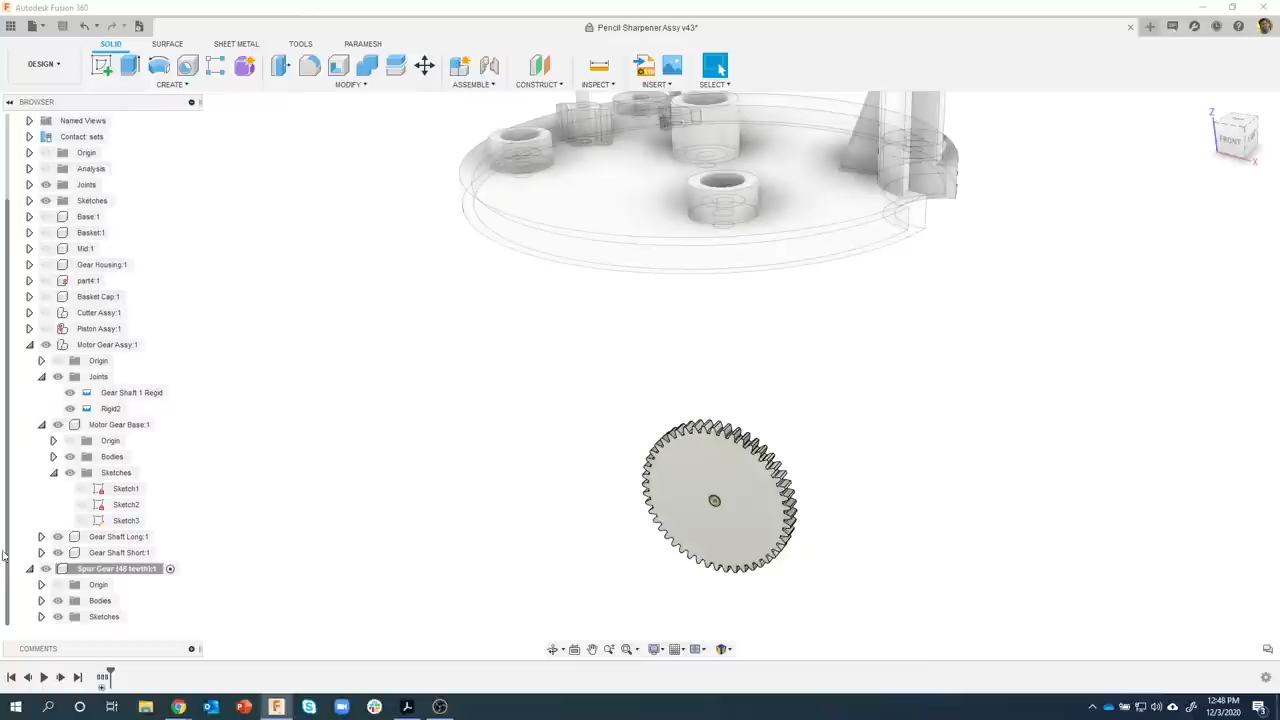 Autodesk Fusion 360
Pencil Sharpener Assy v43*
SOLID SURFACE SHEET METAL TOOLS PARAMESH
DESIGN
CREATE MODIFY ASSEMBLE CONSTRUCT INSPECT INSERT SELECT
BROWSER
Named Views
Contact: sets
Origin
Analysis
Joints
Sketches
Base:1
Basket:1
Mid:1
Gear Housing:1
part4:1
Basket Cap:1
Cutter Assy:1
Piston Assy:1
Motor Gear Assy:1
Origin
Joints
Gear Shaft 1 Regid
Rigid2
Motor Gear Base:1
Origin
Bodies
Sketches
Sketch1
Sketch2
Sketch3
Gear Shaft Long:1
Gear Shaft Short:1
Spur Gear (48 teeth):1
Origin
Bodies
Sketches
COMMENTS
Z
FRONT
X
12:48 PM
12/3/2020